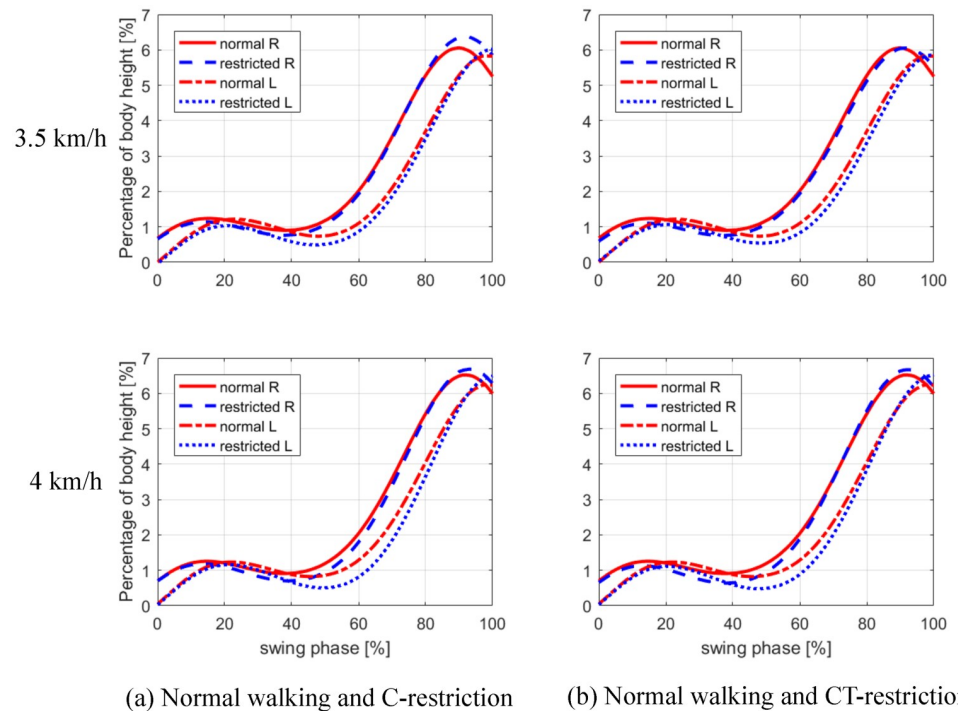 3.5 km/h
Percentage of body height [%]
7
6
5
4
3
2
1
0
normal R
restricted R
normal L
restricted L
0 20 40 60 80 100
7
6
5
4
3
2
1
0
normal R
restricted R
normal L
restricted L
0 20 40 60 80 100
4 km/h
Percentage of body height [%]
7
6
5
4
3
2
1
0
normal R
restricted R
normal L
restricted L
0 20 40 60 80 100
swing phase [%]
7
6
5
4
3
2
1
0
normal R
restricted R
normal L
restricted L
0 20 40 60 80 100
swing phase [%]
(a) Normal walking and C-restriction
(b) Normal walking and CT-restrictio